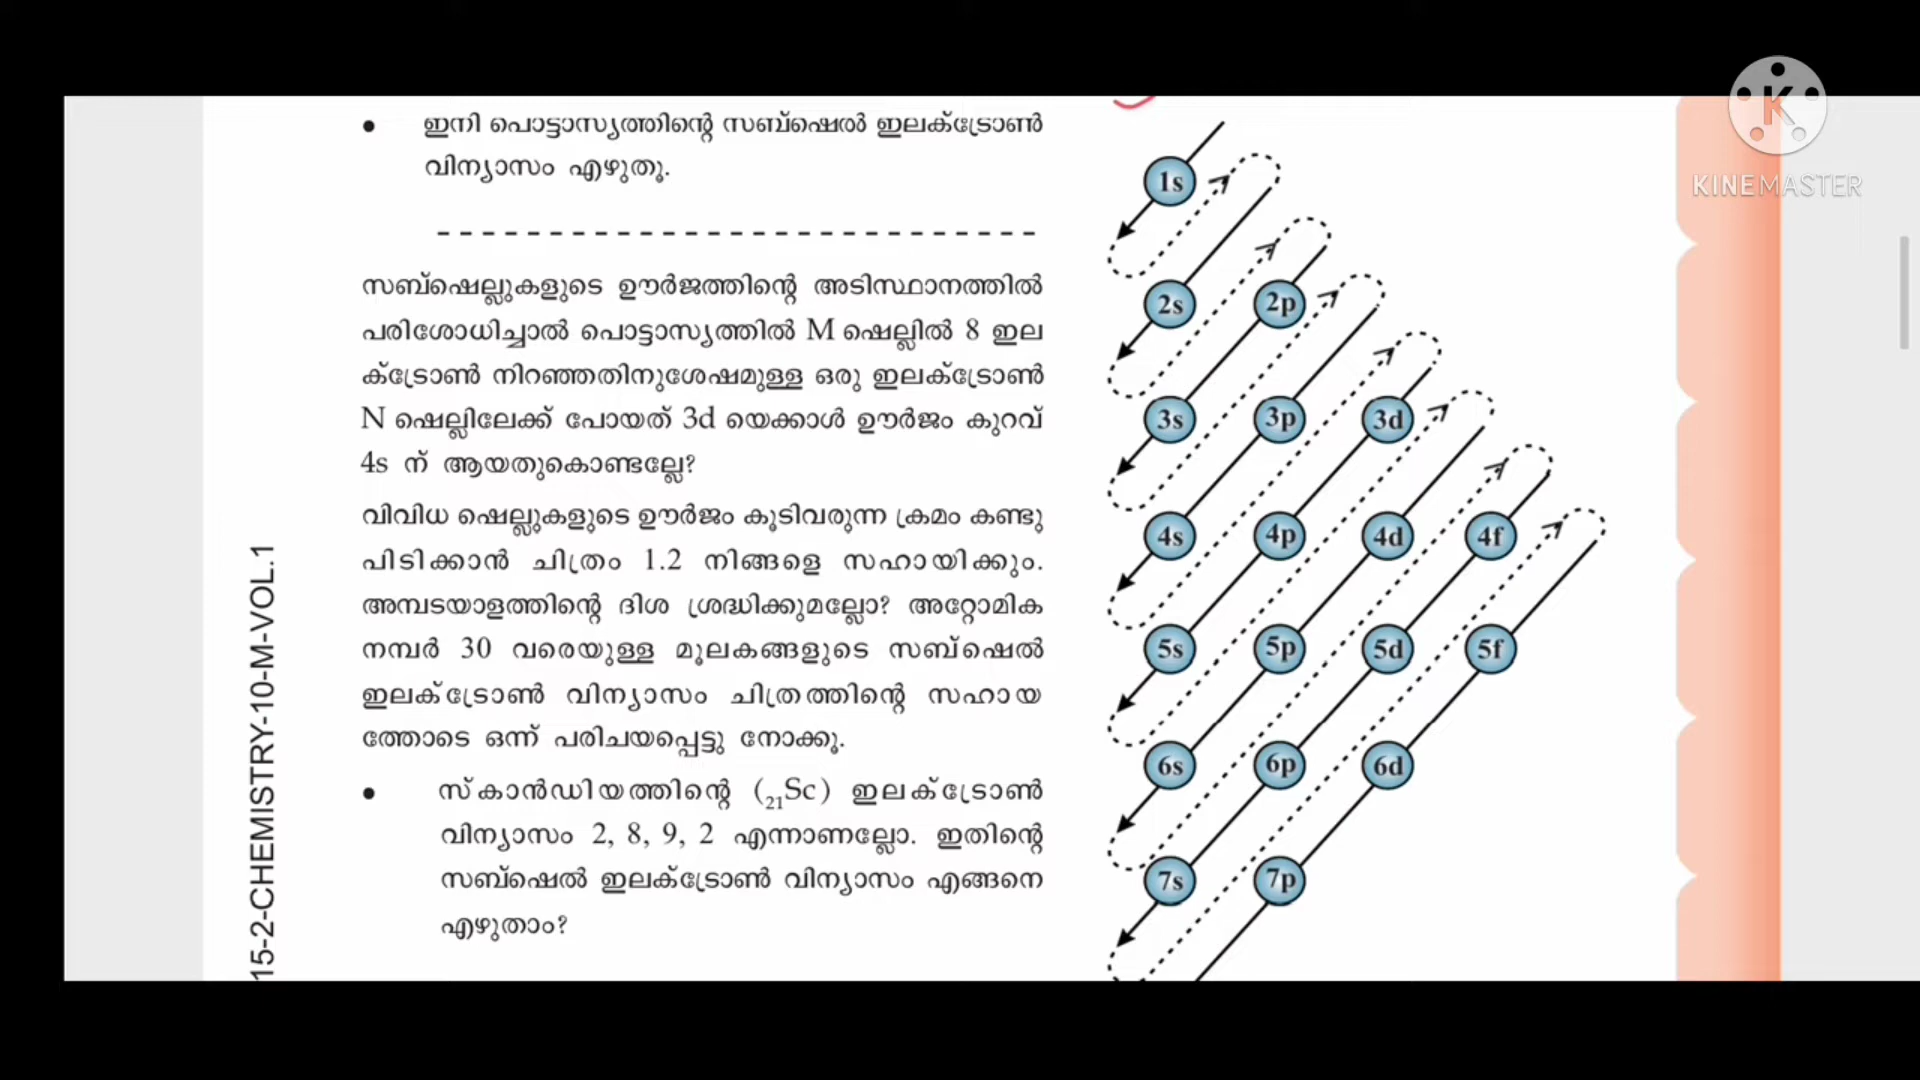 • ഇനി പൊട്ടാസ്യത്തിന്റെ സബ്ഷെൽ ഇലക്ട്രോൺ
വിന്യാസം എഴുതൂ.
സബ്ഷെല്ലുകളുടെ ഊർജത്തിന്റെ അടിസ്ഥാനത്തിൽ
പരിശോധിച്ചാൽ പൊട്ടാസ്യത്തിൽ M ഷെല്ലിൽ 8 ഇല
ക്ട്രോൺ നിറഞ്ഞതിനുശേഷമുള്ള ഒരു ഇലക്ട്രോൺ
N ഷെല്ലിലേക്ക് പോയത് 3d യെക്കാൾ ഊർജം കുറവ്
4s ന് ആയതുകൊണ്ടല്ലേ?
വിവിധ ഷെല്ലുകളുടെ ഊർജം കൂടിവരുന്ന ക്രമം കണ്ടു
പിടിക്കാൻ ചിത്രം 1.2 നിങ്ങളെ സഹായിക്കും.
അമ്പടയാളത്തിന്റെ ദിശ ശ്രദ്ധിക്കുമല്ലോ? അറ്റോമിക
നമ്പർ 30 വരെയുള്ള മൂലകങ്ങളുടെ സബ്ഷെൽ
ഇലക്ട്രോൺ വിന്യാസം ചിത്രത്തിന്റെ സഹായ
ത്തോടെ ഒന്ന് പരിചയപ്പെട്ടു നോക്കൂ.
• സ്കാൻഡിയത്തിന്റെ (₂₁Sc) ഇലക്ട്രോൺ
വിന്യാസം 2, 8, 9, 2 എന്നാണല്ലോ. ഇതിന്റെ
സബ്ഷെൽ ഇലക്ട്രോൺ വിന്യാസം എങ്ങനെ
എഴുതാം?
15-2-CHEMISTRY-10-M-VOL.1
1s
2s 2p
3s 3p 3d
4s 4p 4d 4f
5s 5p 5d 5f
6s 6p 6d
7s 7p
K
KINEMASTER